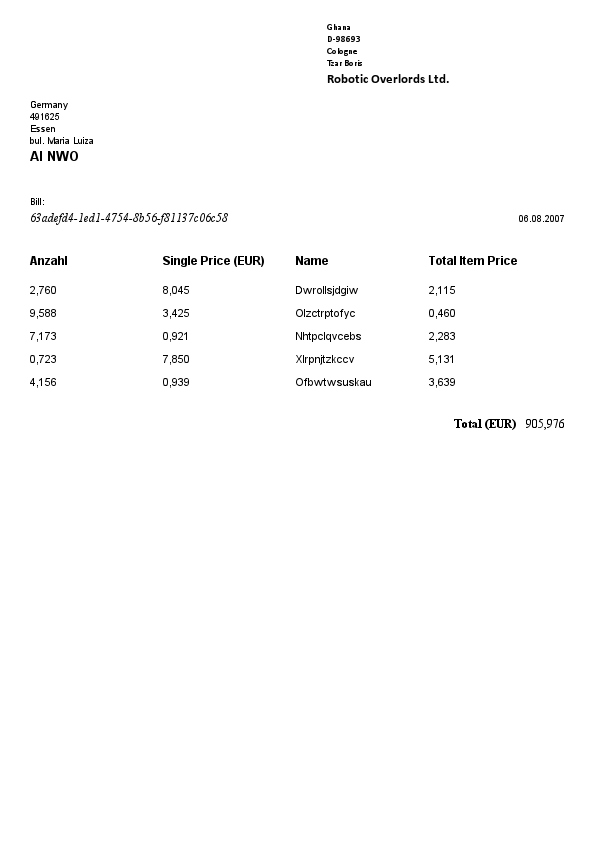 Ghana
D-98693
Cologne
Tzar Boris
Robotic Overlords Ltd.
Germany
491625
Essen
bul. Maria Luiza
AI NWO
Bill:
63adefd4-1ed1-4754-8b56-f81137c06c58 06.08.2007
Anzahl Single Price (EUR) Name Total Item Price
2,760 8,045 Dwrollsjdgiw 2,115
9,588 3,425 Olzctrptofyc 0,460
7,173 0,921 Nhtpclqvcebs 2,283
0,723 7,850 Xlrpnjtzkccv 5,131
4,156 0,939 Ofbwtwsuskau 3,639
Total (EUR) 905,976